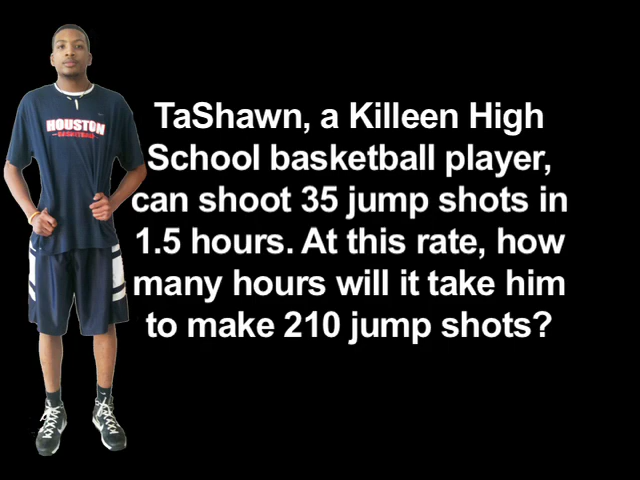 HOUSTON
BASKETBALL
TaShawn, a Killeen High
School basketball player,
can shoot 35 jump shots in
1.5 hours. At this rate, how
many hours will it take him
to make 210 jump shots?